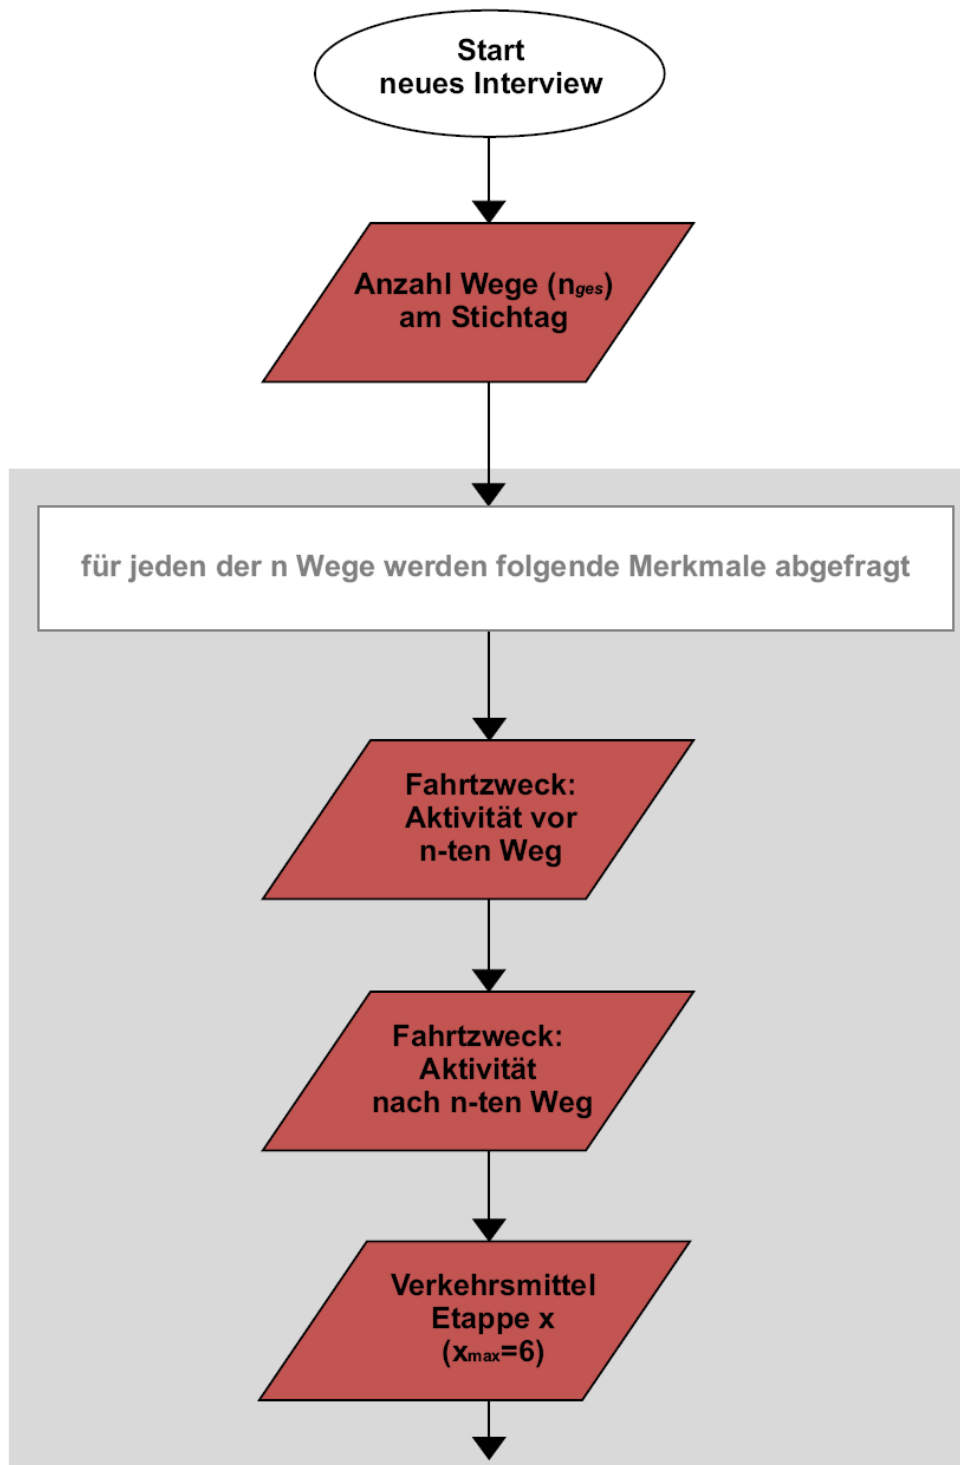 Start
neues Interview
Anzahl Wege (nges)
am Stichtag
für jeden der n Wege werden folgende Merkmale abgefragt
Fahrtzweck:
Aktivität vor
n-ten Weg
Fahrtzweck:
Aktivität
nach n-ten Weg
Verkehrsmittel
Etappe x
(xmax=6)